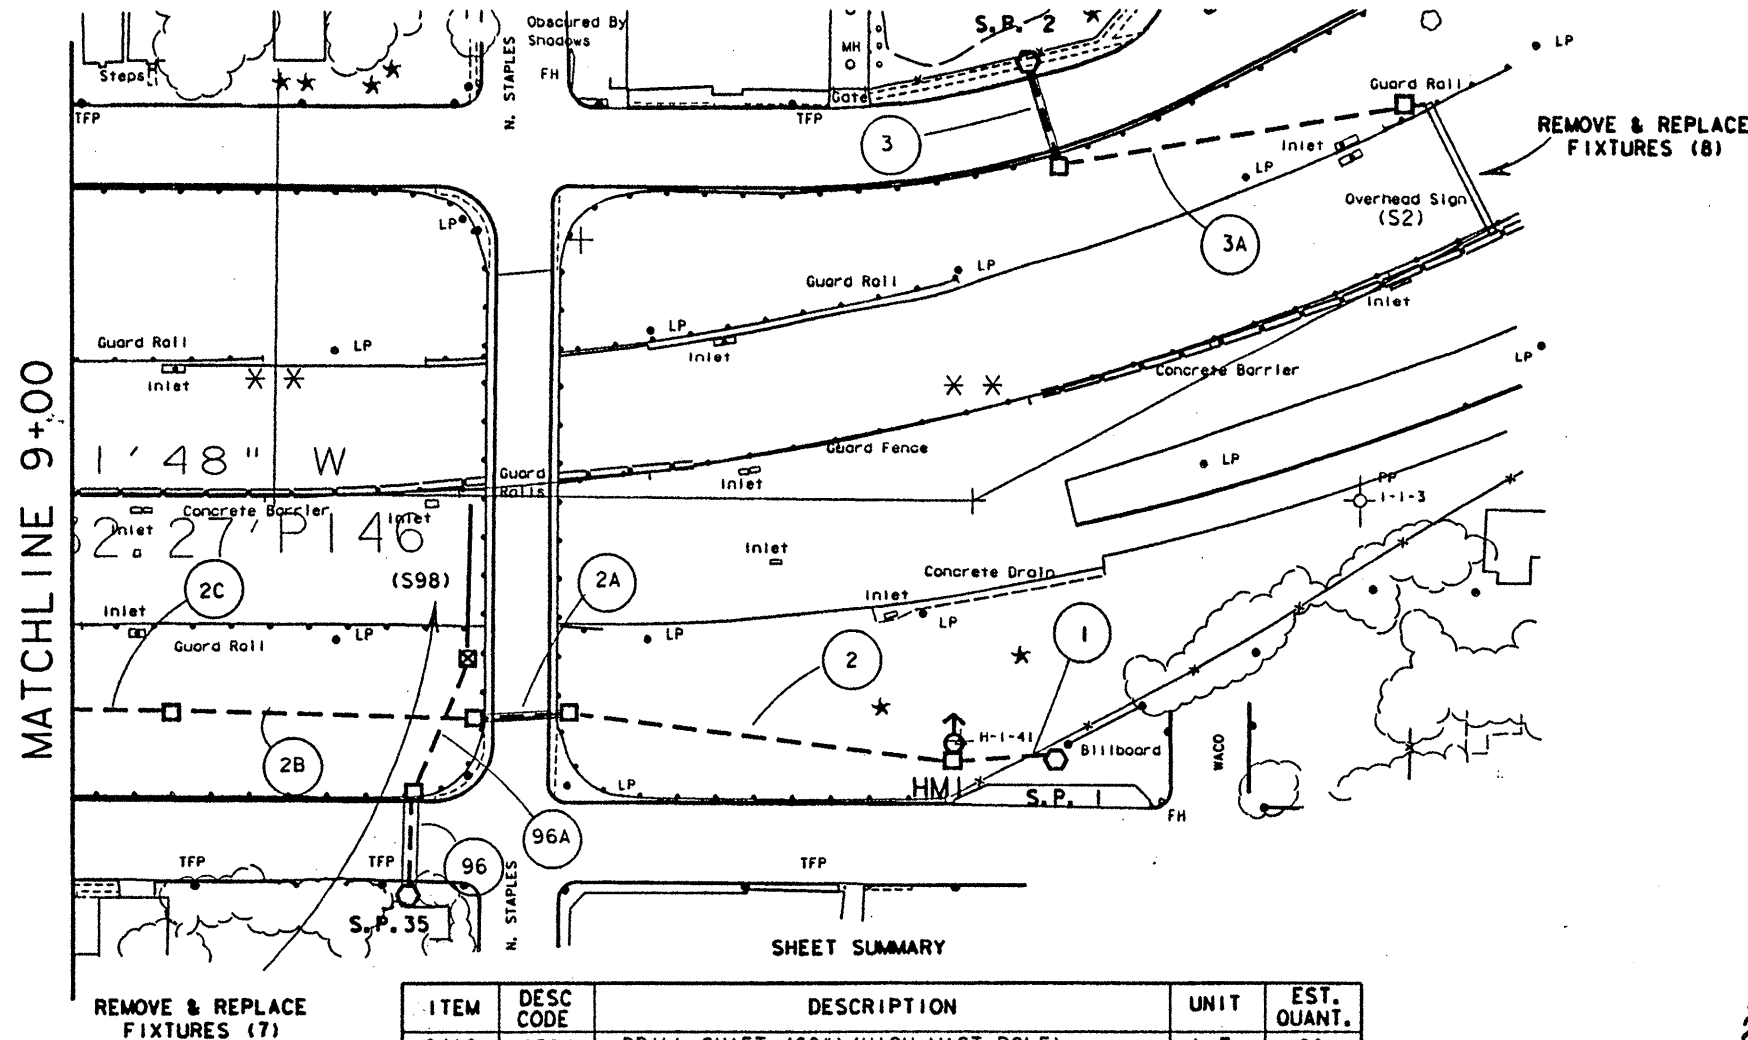 Obscured By
Shadows
S.P. 2
Steps
N. STAPLES
FH
MH
LP
Guard Rail
Gate
TFP
TFP
3
REMOVE & REPLACE
FIXTURES (8)
Inlet
LP
Overhead Sign
(S2)
LP
3A
LP
Guard Rail
Inlet
LP
Guard Rail
LP
Inlet
Inlet
LP
Concrete Barrier
MATCHLINE 9+00
1'48" W
Guard Fence
Guard
Rails
Inlet
LP
PP
1-1-3
Concrete Barrier
Inlet
Inlet
2.27'P146
Inlet
(S98)
2C
2A
Concrete Drain
Inlet
Inlet
LP
LP
LP
Guard Rail
2
1
H-1-41
Billboard
WACO
2B
LP
HM1
S.P. 1
FH
96A
96
TFP
TFP
TFP
N. STAPLES
S.P. 35
SHEET SUMMARY
REMOVE & REPLACE
FIXTURES (7)
ITEM
DESC
CODE
DESCRIPTION
UNIT
EST.
QUANT.